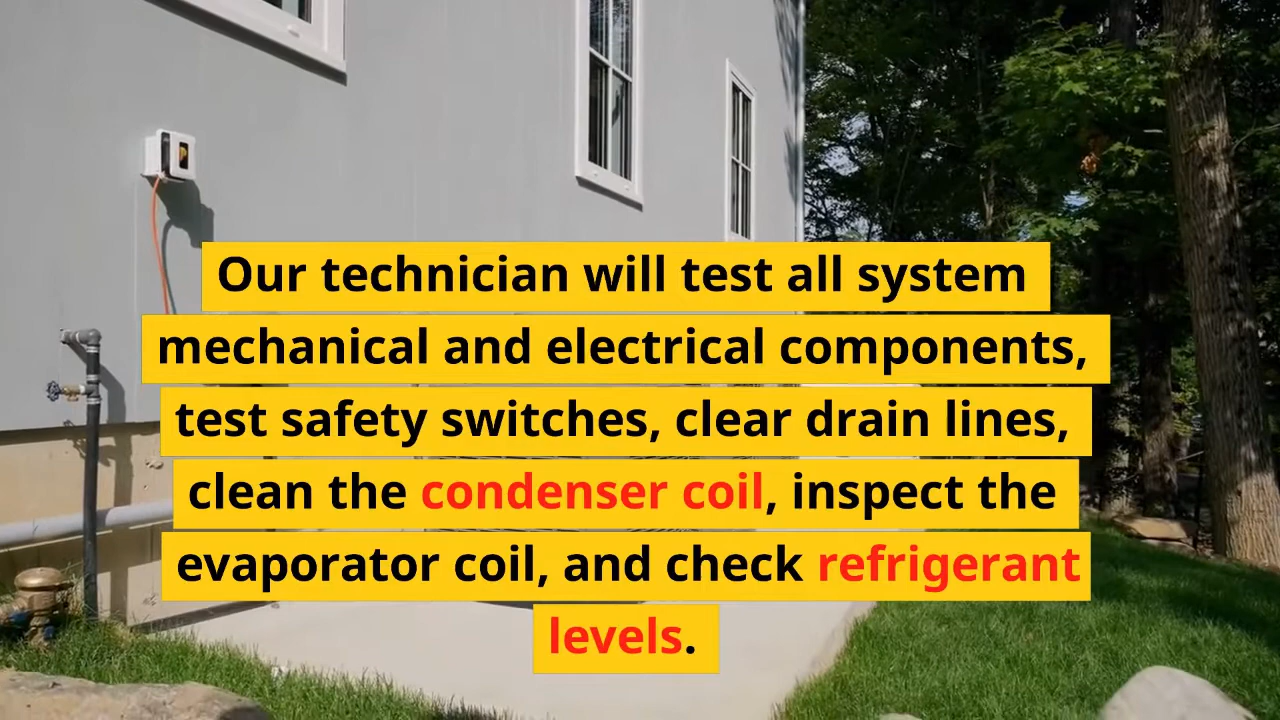 Our technician will test all system
mechanical and electrical components,
test safety switches, clear drain lines,
clean the condenser coil, inspect the
evaporator coil, and check refrigerant
levels.